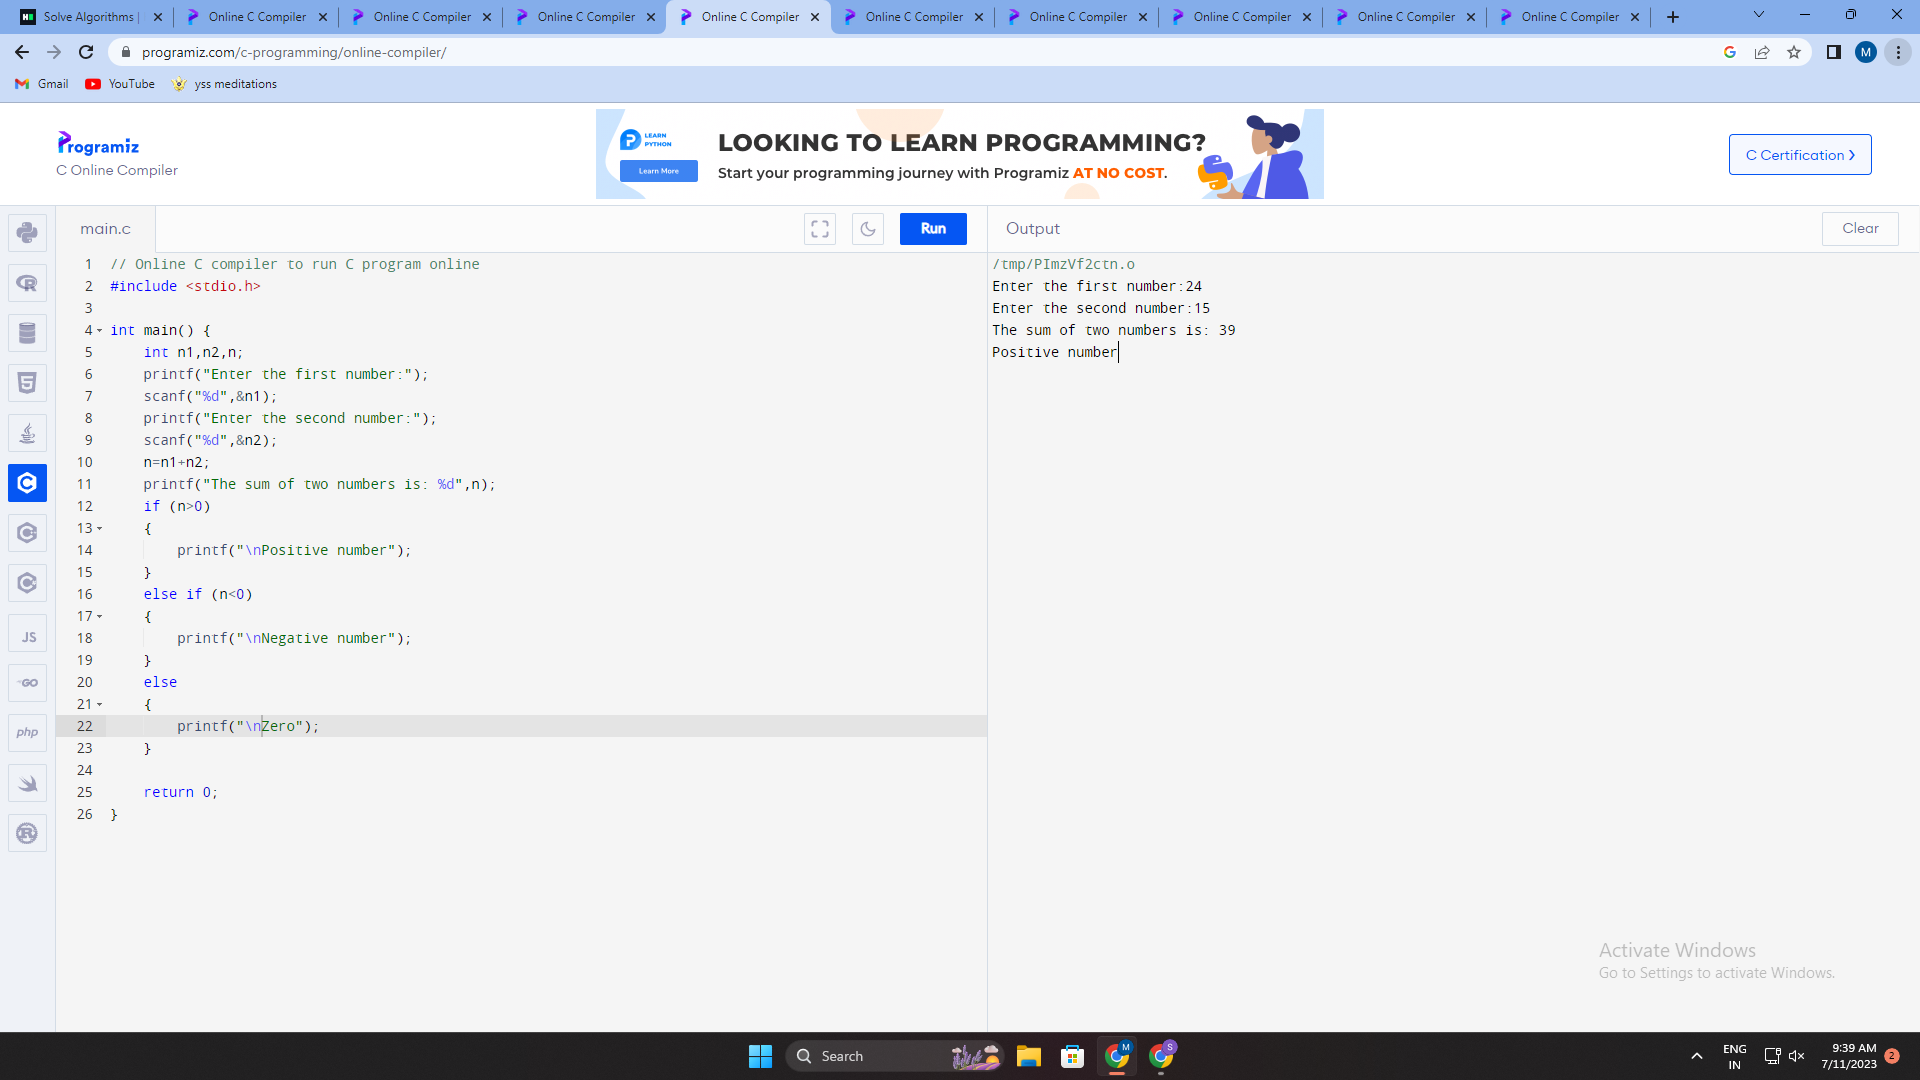 Solve Algorithms |
Online C Compiler
Online C Compiler
Online C Compiler
Online C Compiler
Online C Compiler
Online C Compiler
Online C Compiler
Online C Compiler
Online C Compiler
programiz.com/c-programming/online-compiler/
M
Gmail
YouTube
yss meditations
Programiz
C Online Compiler
LEARN
PYTHON
Learn More
LOOKING TO LEARN PROGRAMMING?
Start your programming journey with Programiz AT NO COST.
C Certification
main.c
Run
Output
Clear
1 // Online C compiler to run C program online
2 #include <stdio.h>
3
4 int main() {
5 int n1,n2,n;
6 printf("Enter the first number:");
7 scanf("%d",&n1);
8 printf("Enter the second number:");
9 scanf("%d",&n2);
10 n=n1+n2;
11 printf("The sum of two numbers is: %d",n);
12 if (n>0)
13 {
14 printf("\nPositive number");
15 }
16 else if (n<0)
17 {
18 printf("\nNegative number");
19 }
20 else
21 {
22 printf("\nZero");
23 }
24
25 return 0;
26 }
/tmp/PImzVf2ctn.o
Enter the first number:24
Enter the second number:15
The sum of two numbers is: 39
Positive number
JS
GO
php
Activate Windows
Go to Settings to activate Windows.
Search
M
S
ENG
IN
9:39 AM
7/11/2023
2